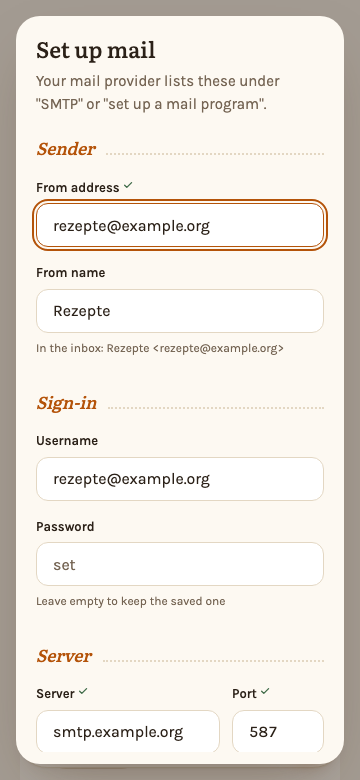 Set up mail
Your mail provider lists these under
"SMTP" or "set up a mail program".
Sender
From address ✓
rezepte@example.org
From name
Rezepte
In the inbox: Rezepte <rezepte@example.org>
Sign-in
Username
rezepte@example.org
Password
set
Leave empty to keep the saved one
Server
Server ✓ Port ✓
smtp.example.org 587